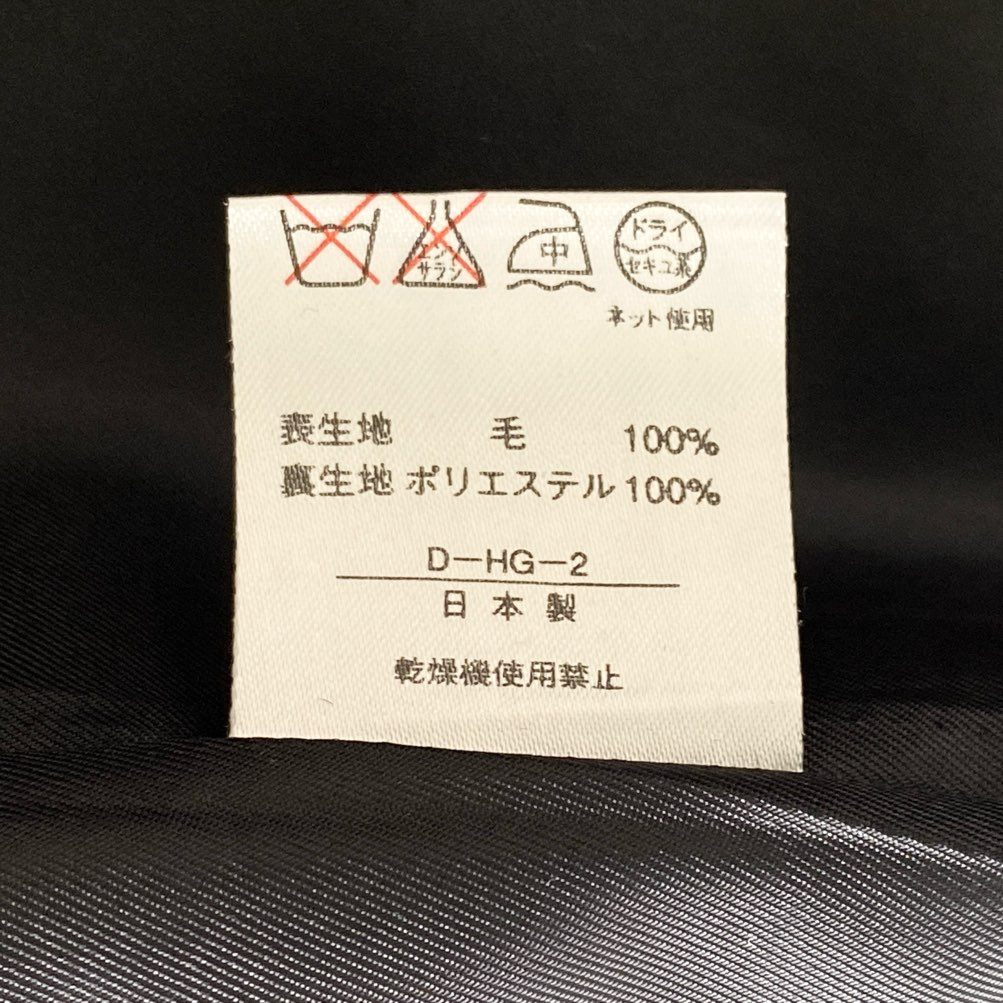 エンソ
サラシ
中
ドライ
セキユ系
ネット使用
表生地 毛 100%
裏生地 ポリエステル 100%
D-HG-2
日本製
乾燥機使用禁止